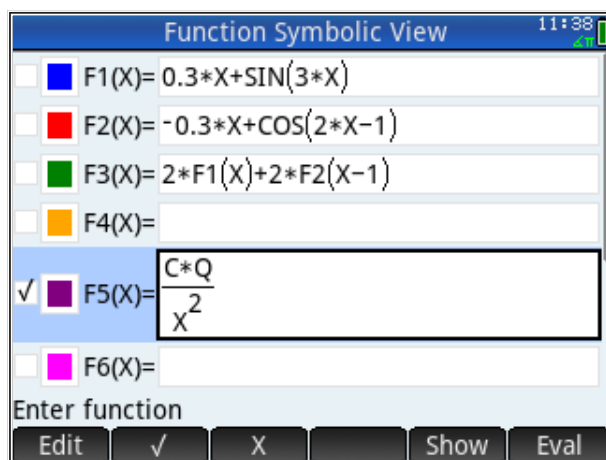 Function Symbolic View
11:38
∡π
F1(X)= 0.3*X+SIN(3*X)
F2(X)= -0.3*X+COS(2*X-1)
F3(X)= 2*F1(X)+2*F2(X-1)
F4(X)=
√ F5(X)= C*Q
X^2
F6(X)=
Enter function
Edit √ X Show Eval